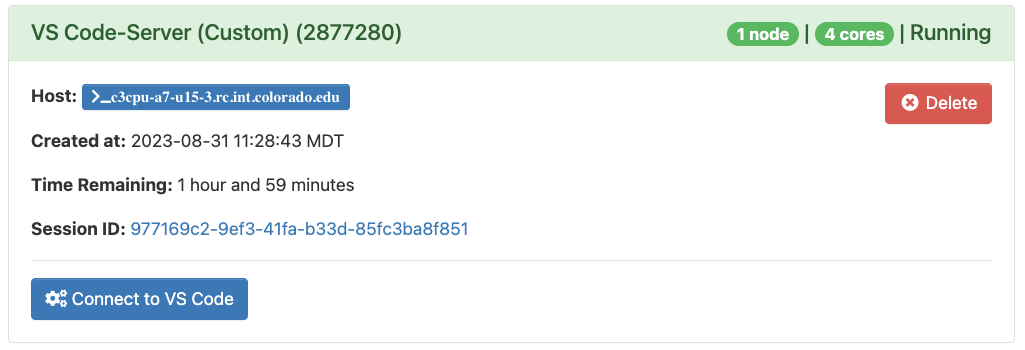 VS Code-Server (Custom) (2877280) 1 node | 4 cores | Running
Host: >_c3cpu-a7-u15-3.rc.int.colorado.edu Delete
Created at: 2023-08-31 11:28:43 MDT
Time Remaining: 1 hour and 59 minutes
Session ID: 977169c2-9ef3-41fa-b33d-85fc3ba8f851
Connect to VS Code